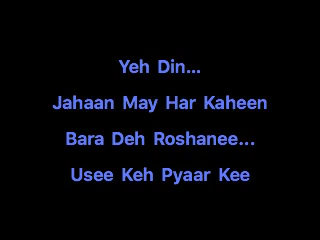 Yeh Din...
Jahaan May Har Kaheen
Bara Deh Roshanee...
Usee Keh Pyaar Kee